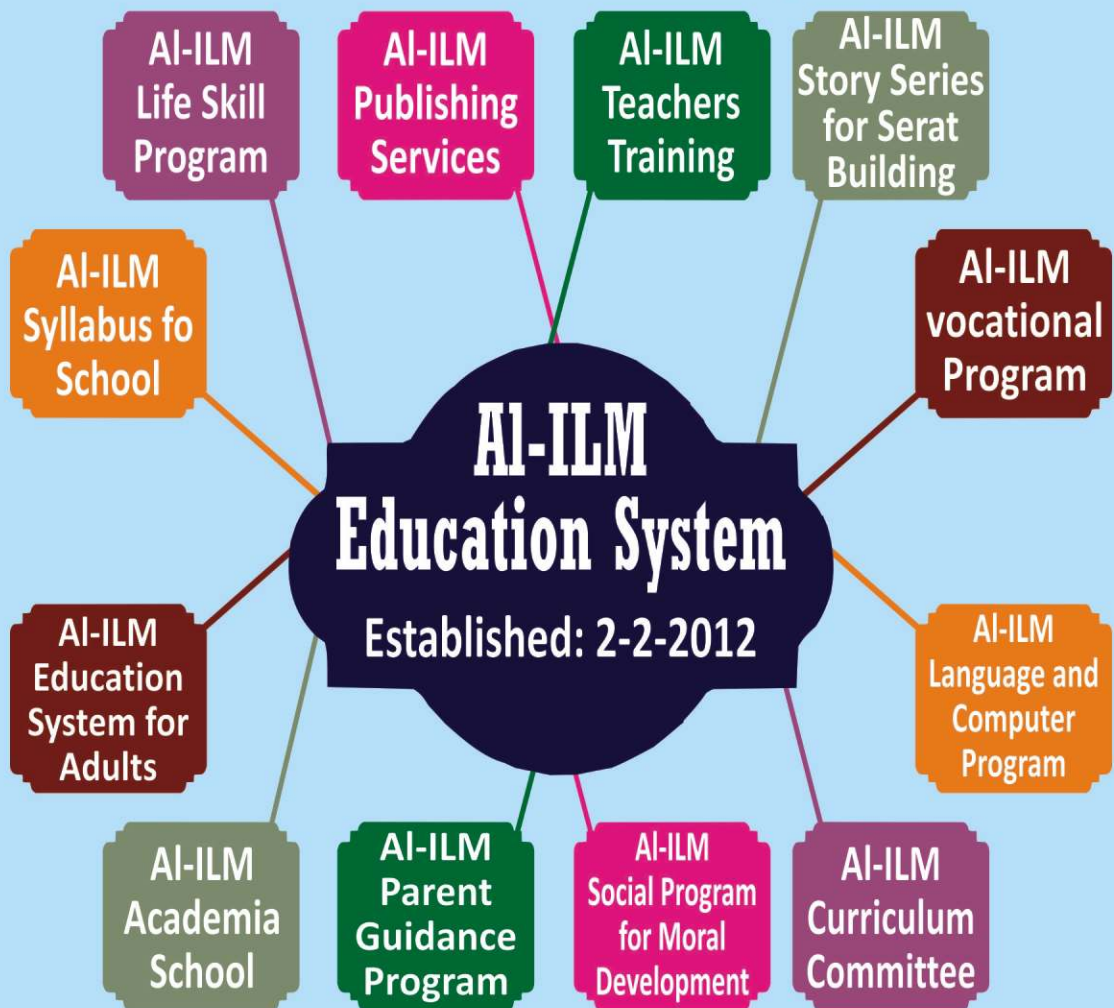 Al-ILM
Life Skill
Program
Al-ILM
Publishing
Services
Al-ILM
Teachers
Training
Al-ILM
Story Series
for Serat
Building
Al-ILM
Syllabus fo
School
Al-ILM
vocational
Program
Al-ILM
Education System
Established: 2-2-2012
Al-ILM
Education
System for
Adults
Al-ILM
Language and
Computer
Program
Al-ILM
Academia
School
Al-ILM
Parent
Guidance
Program
Al-ILM
Social Program
for Moral
Development
Al-ILM
Curriculum
Committee